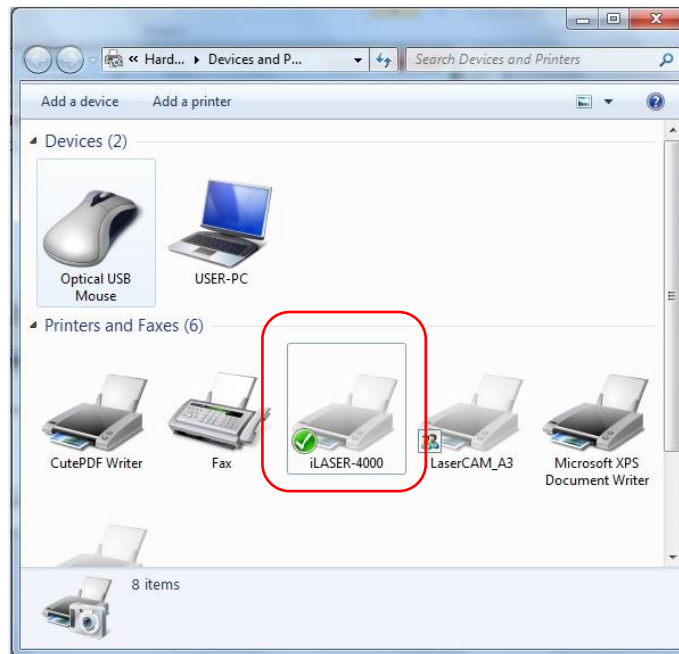 « Hard... ▸ Devices and P...
Search Devices and Printers
Add a device
Add a printer
Devices (2)
Optical USB
Mouse
USER-PC
Printers and Faxes (6)
CutePDF Writer
Fax
iLASER-4000
LaserCAM_A3
Microsoft XPS
Document Writer
8 items